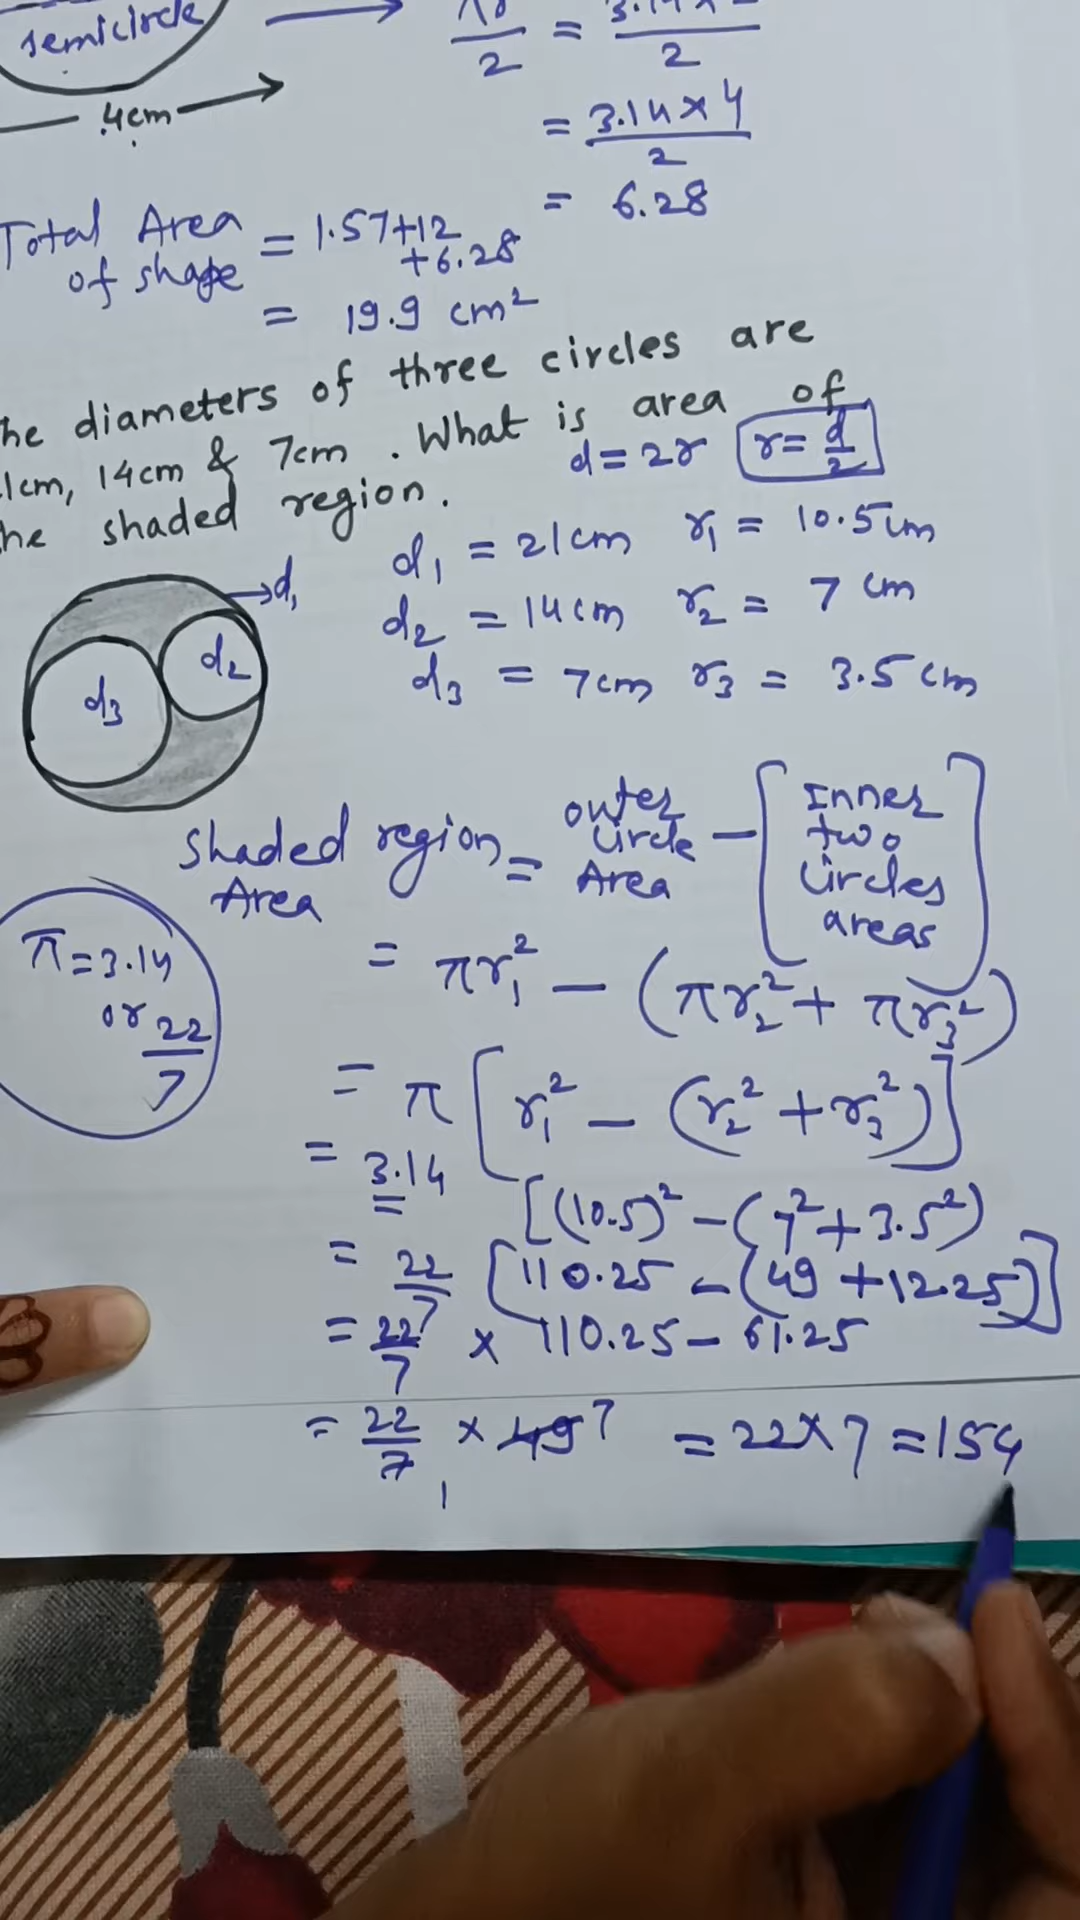 semicircle
2 = 2
4cm
= 3.14 × 4
2
= 6.28
Total Area of shape = 1.57+12 +6.28
= 19.9 cm²
he diameters of three circles are
1cm, 14cm & 7cm. What is area of
he shaded region.
d=2r r=d/2
d₁ = 21cm r₁ = 10.5cm
d₂ = 14cm r₂ = 7 cm
d₃ = 7cm r₃ = 3.5cm
d₁
d₂
d₃
Shaded region Area = outer circle Area – [Inner two circles areas]
π=3.14
or 22/7
= πr₁² – (πr₂² + πr₃²)
= π [r₁² – (r₂² + r₃²)]
= 3.14 [(10.5)² – (7² + 3.5²)
= 22/7 [110.25 – (49 + 12.25)]
= 22/7 × 110.25 – 61.25
= 22/7 1 × 49 7 = 22×7 = 154